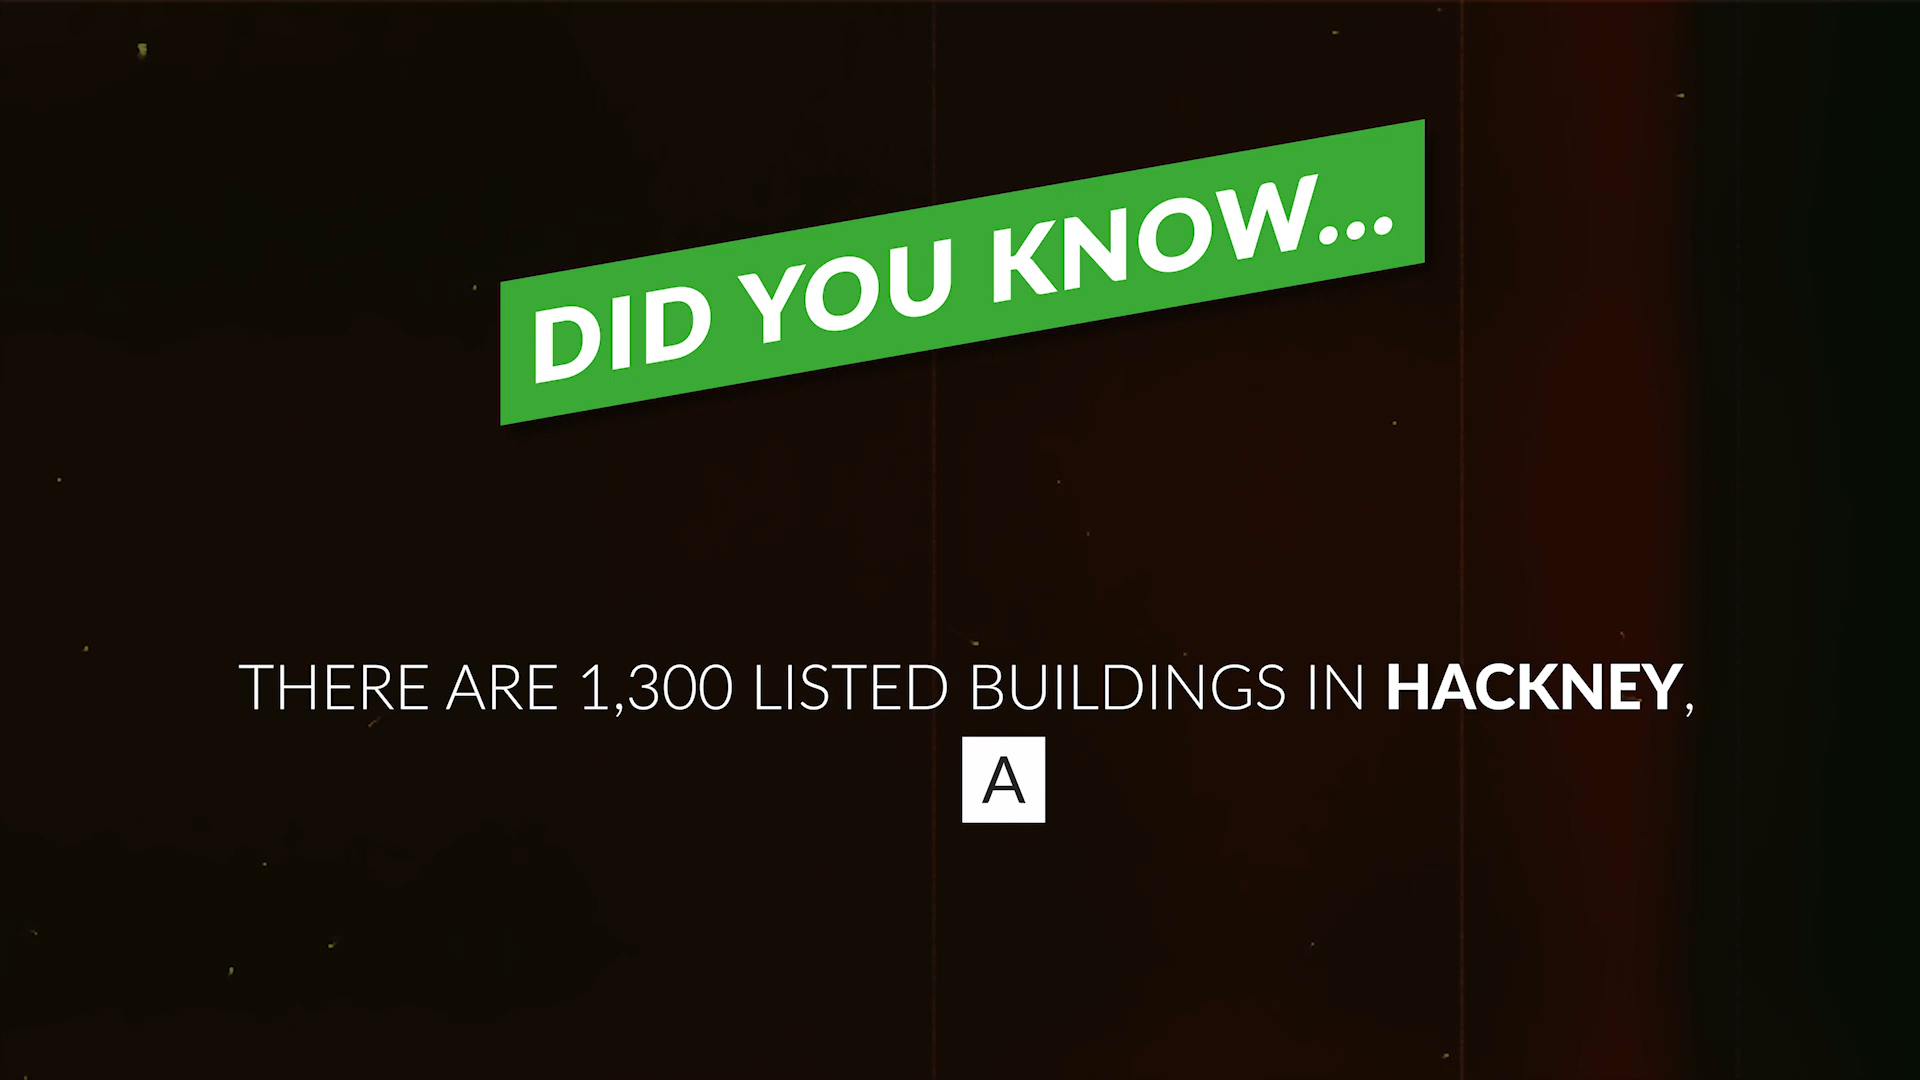 DID YOU KNOW...
THERE ARE 1,300 LISTED BUILDINGS IN HACKNEY,
A